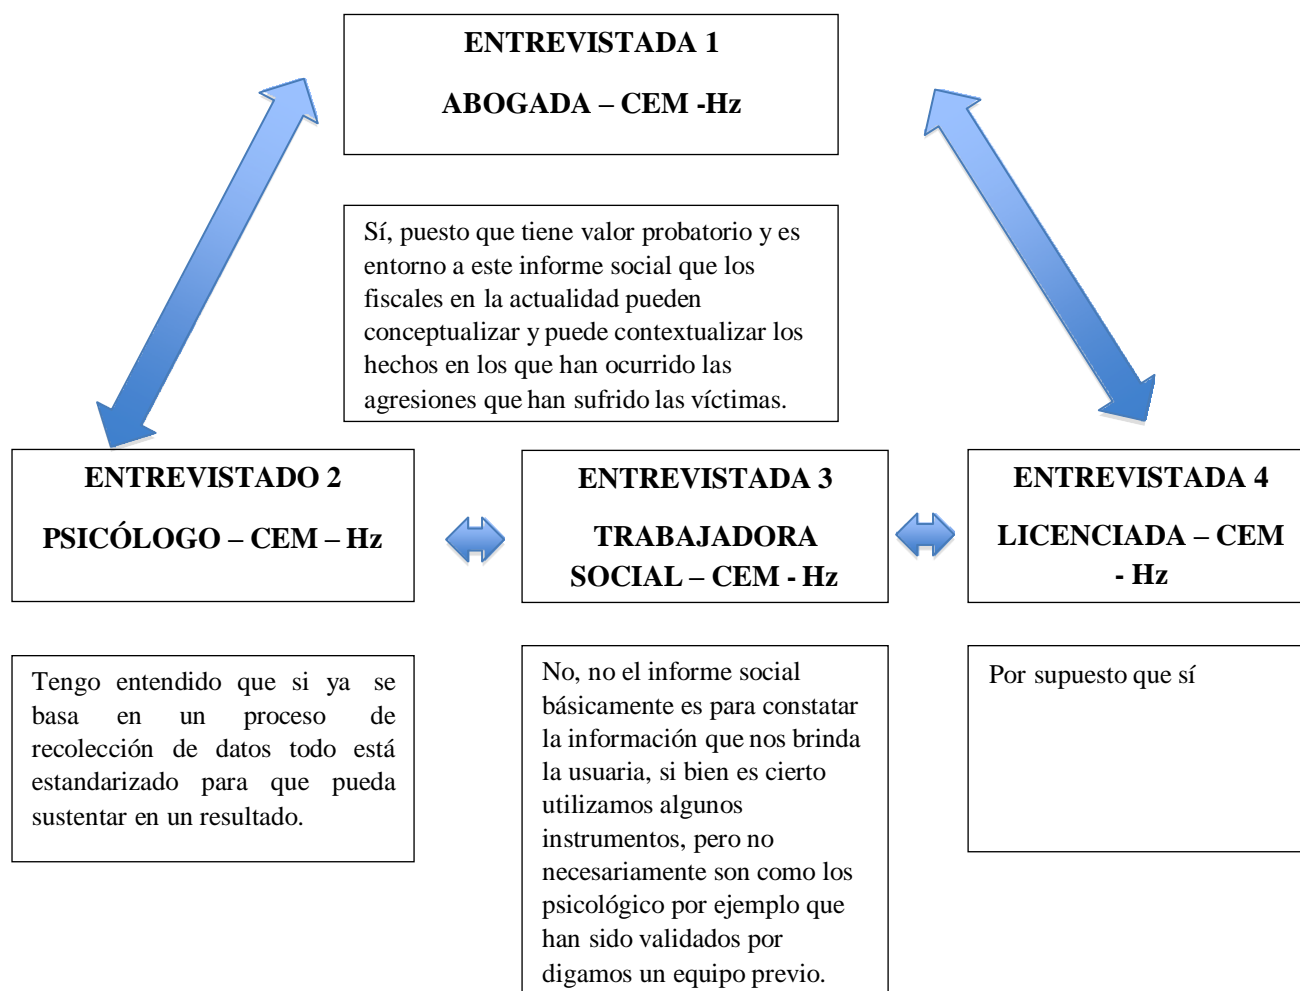 ENTREVISTADA 1
ABOGADA – CEM -Hz
Sí, puesto que tiene valor probatorio y es
entorno a este informe social que los
fiscales en la actualidad pueden
conceptualizar y puede contextualizar los
hechos en los que han ocurrido las
agresiones que han sufrido las víctimas.
ENTREVISTADO 2
PSICÓLOGO – CEM – Hz
ENTREVISTADA 3
TRABAJADORA
SOCIAL – CEM - Hz
ENTREVISTADA 4
LICENCIADA – CEM
- Hz
Tengo entendido que si ya se
basa en un proceso de
recolección de datos todo está
estandarizado para que pueda
sustentar en un resultado.
No, no el informe social
básicamente es para constatar
la información que nos brinda
la usuaria, si bien es cierto
utilizamos algunos
instrumentos, pero no
necesariamente son como los
psicológico por ejemplo que
han sido validados por
digamos un equipo previo.
Por supuesto que sí